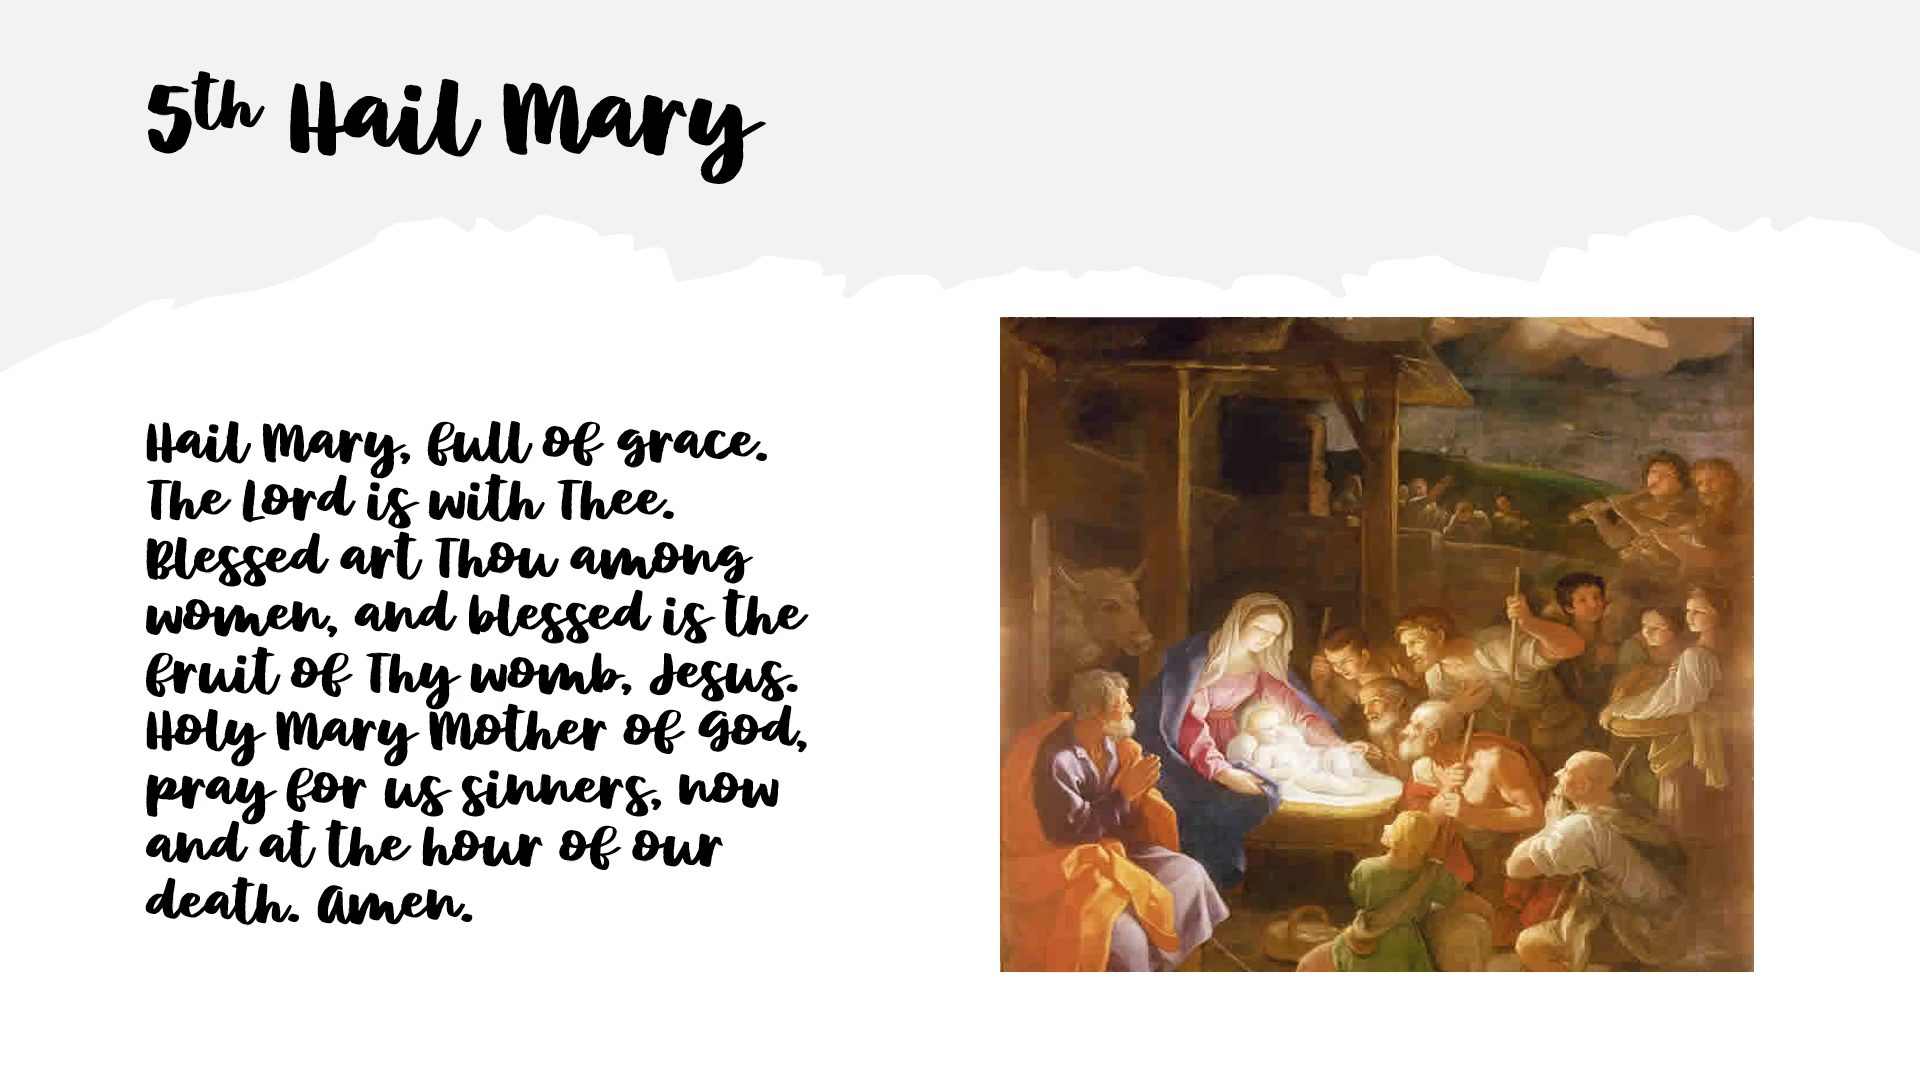 5th Hail Mary
Hail Mary, full of grace.
The Lord is with Thee.
Blessed art Thou among
women, and blessed is the
fruit of Thy womb, Jesus.
Holy Mary Mother of God,
pray for us sinners, now
and at the hour of our
death. Amen.